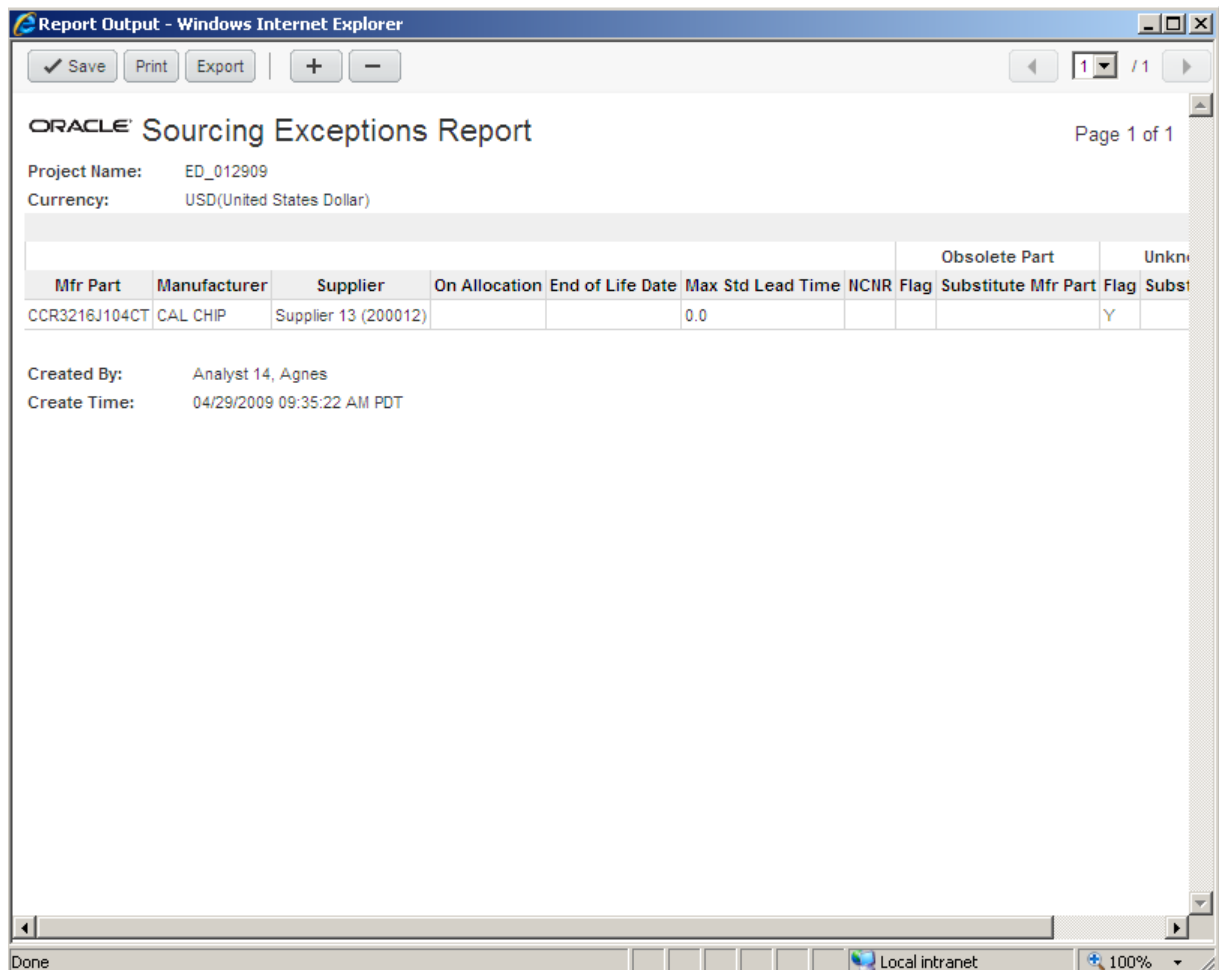 Report Output - Windows Internet Explorer
Save Print Export + − 1 / 1
ORACLE Sourcing Exceptions Report Page 1 of 1
Project Name: ED_012909
Currency: USD(United States Dollar)
Obsolete Part Unkn
Mfr Part Manufacturer Supplier On Allocation End of Life Date Max Std Lead Time NCNR Flag Substitute Mfr Part Flag Subst
CCR3216J104CT CAL CHIP Supplier 13 (200012) 0.0 Y
Created By: Analyst 14, Agnes
Create Time: 04/29/2009 09:35:22 AM PDT
Done Local intranet 100%